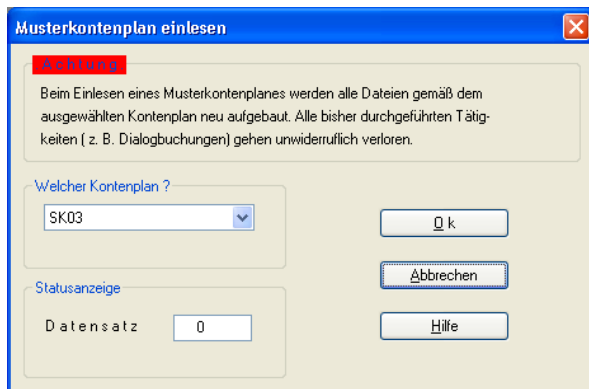 Musterkontenplan einlesen
Achtung
Beim Einlesen eines Musterkontenplanes werden alle Dateien gemäß dem
ausgewählten Kontenplan neu aufgebaut. Alle bisher durchgeführten Tätig-
keiten ( z. B. Dialogbuchungen) gehen unwiderruflich verloren.
Welcher Kontenplan ?
SK03
Ok
Abbrechen
Statusanzeige
Datensatz 0
Hilfe